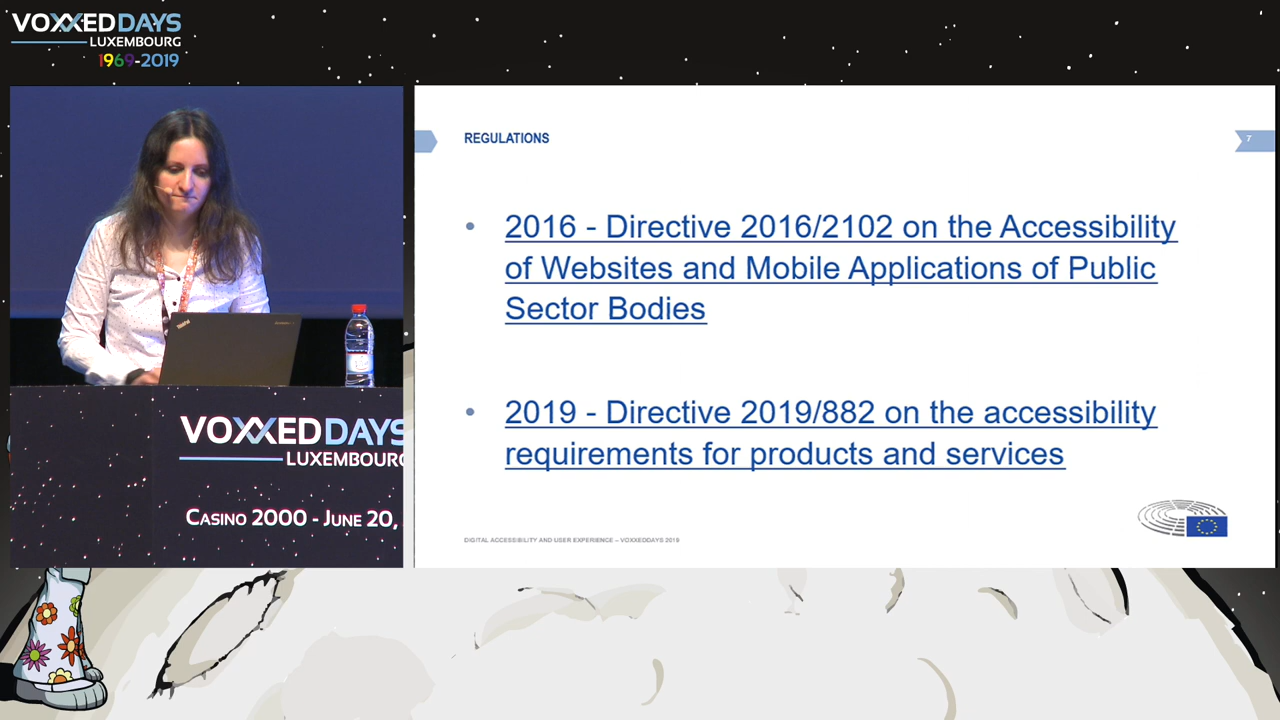 VOXXEDDAYS
LUXEMBOURG
1969-2019
REGULATIONS
7
• 2016 - Directive 2016/2102 on the Accessibility
of Websites and Mobile Applications of Public
Sector Bodies
• 2019 - Directive 2019/882 on the accessibility
requirements for products and services
DIGITAL ACCESSIBILITY AND USER EXPERIENCE – VOXXEDDAYS 2019
ThinkPad
VOXXEDDAYS
LUXEMBOURG
CASINO 2000 - JUNE 20,